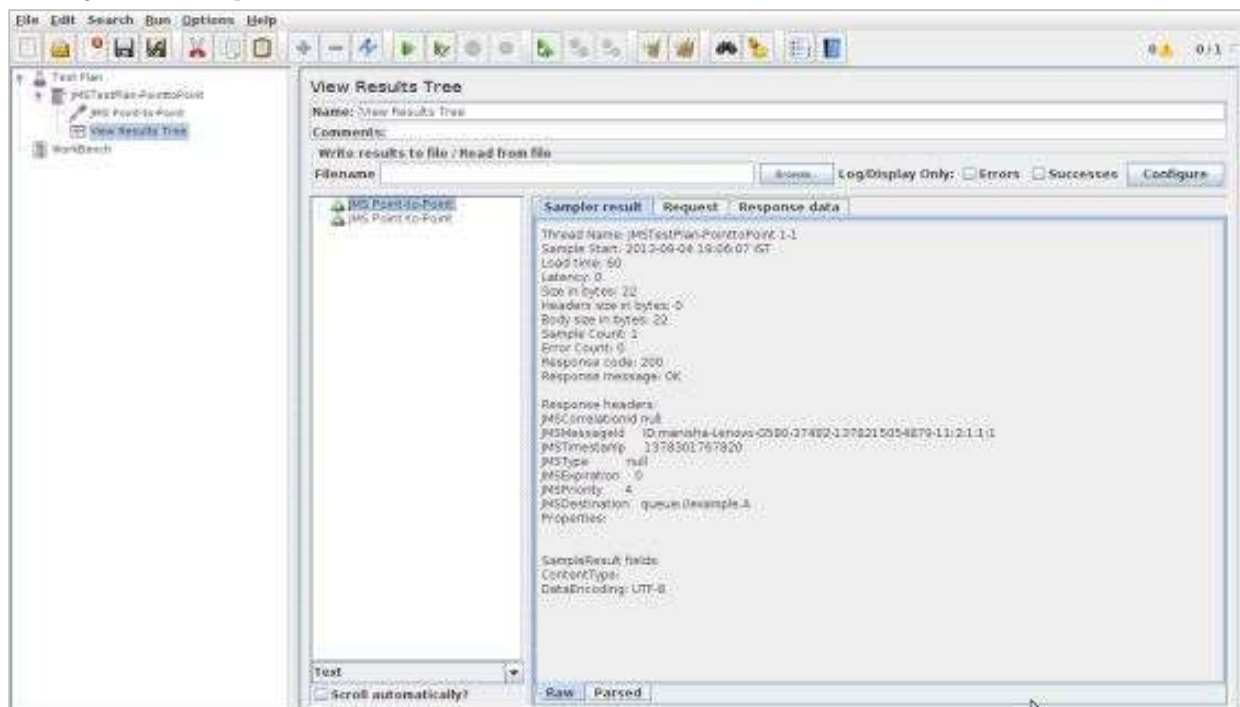 File Edit Search Run Options Help
0 0/1
Test Plan
JMSTestPlan-PointtoPoint
JMS Point-to-Point
View Results Tree
WorkBench
View Results Tree
Name: View Results Tree
Comments:
Write results to file / Read from file
Filename Browse... Log/Display Only: Errors Successes Configure
JMS Point-to-Point
JMS Point-to-Point
Sampler result Request Response data
Thread Name: JMSTestPlan-PointtoPoint 1-1
Sample Start: 2013-09-04 19:06:07 IST
Load time: 60
Latency: 0
Size in bytes: 22
Headers size in bytes: 0
Body size in bytes: 22
Sample Count: 1
Error Count: 0
Response code: 200
Response message: OK
Response headers:
JMSCorrelationId null
JMSMessageId ID:manisha-Lenovo-G580-37492-1378215054879-11:2:1:1:1
JMSTimestamp 1378301767820
JMSType null
JMSExpiration 0
JMSPriority 4
JMSDestination queue://example.A
Properties:
SampleResult fields:
ContentType:
DataEncoding: UTF-8
Text
Scroll automatically?
Raw Parsed